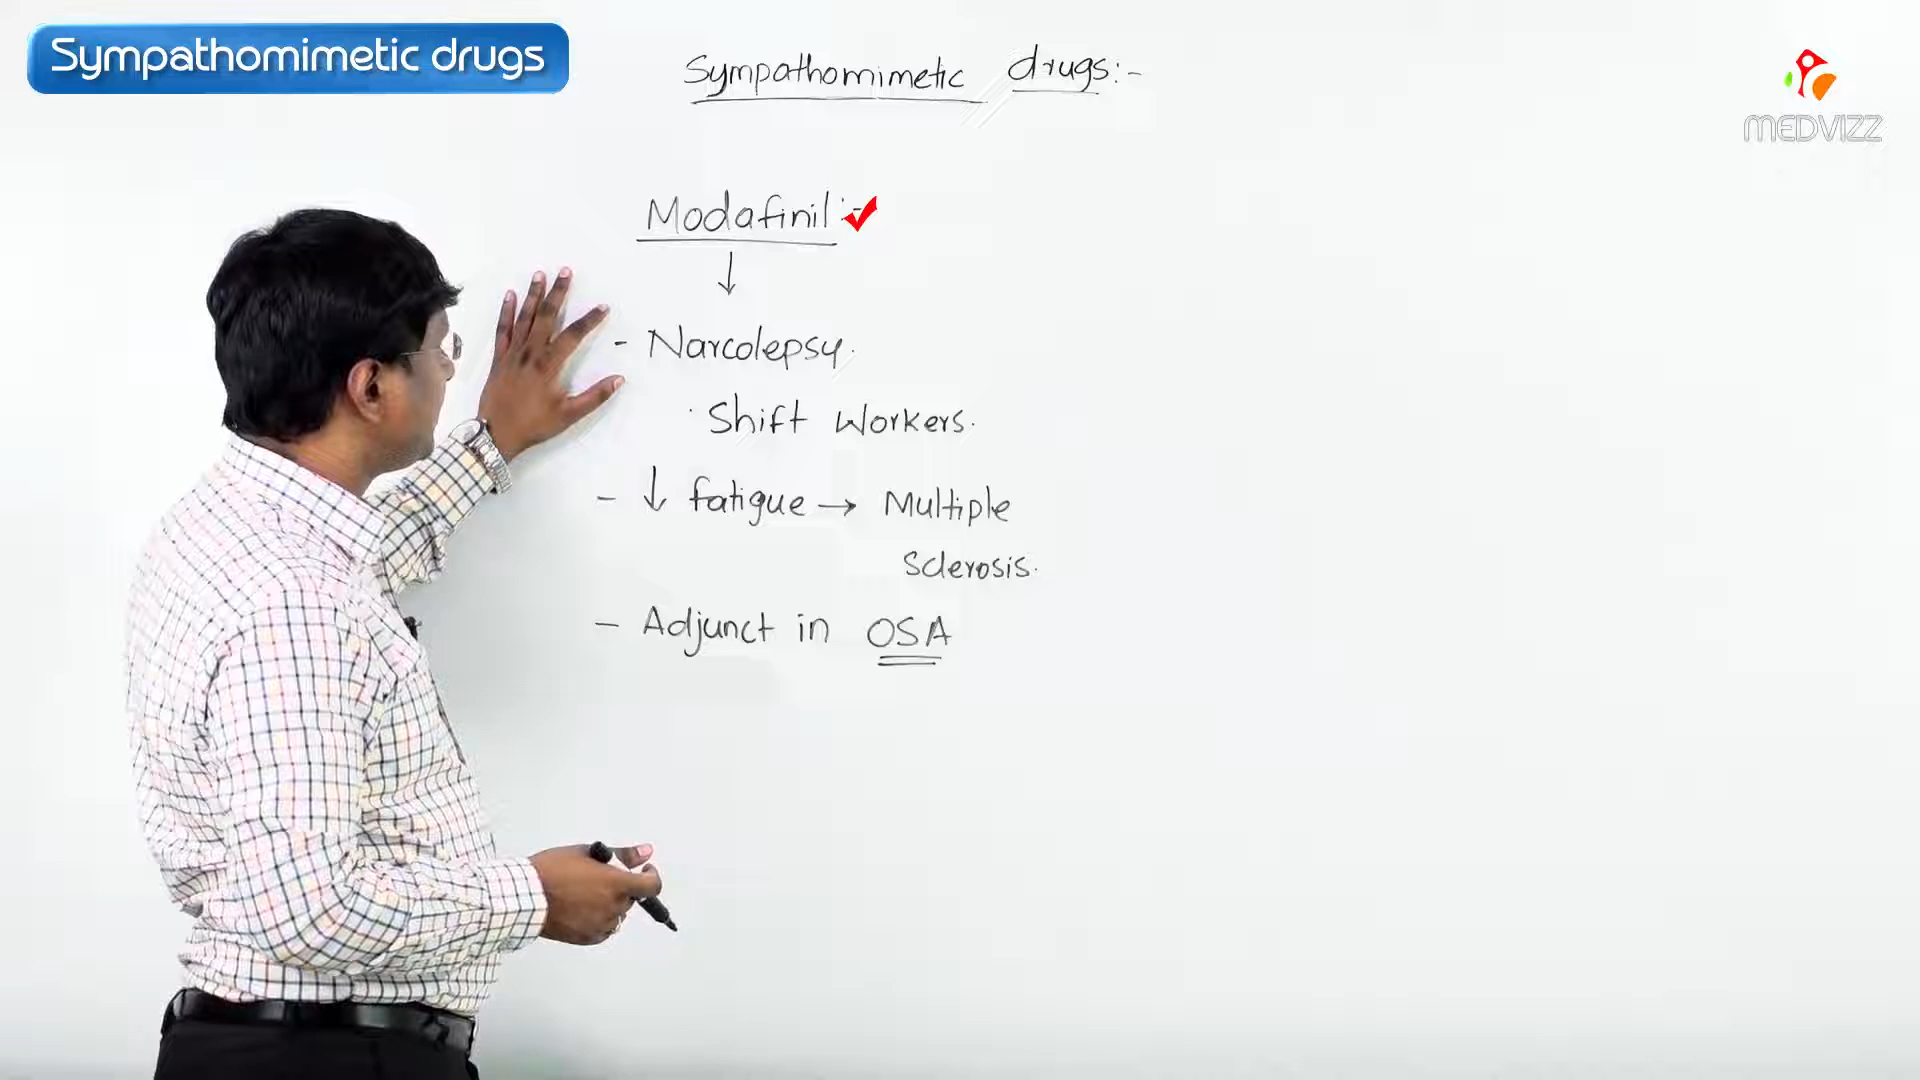 Sympathomimetic drugs
Sympathomimetic drugs:-
MEDVIZZ
Modafinil:-
↓
- Narcolepsy.
· Shift Workers.
- ↓ fatigue → Multiple
Sclerosis.
- Adjunct in OSA